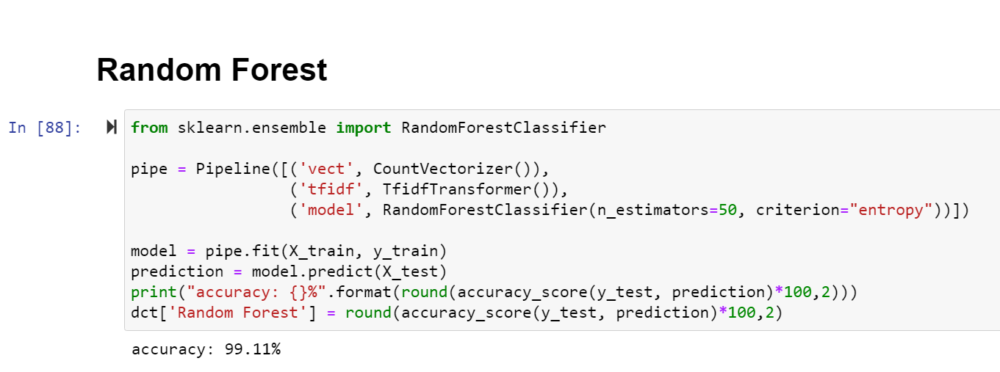 Random Forest
In [88]:
from sklearn.ensemble import RandomForestClassifier
pipe = Pipeline([('vect', CountVectorizer()),
('tfidf', TfidfTransformer()),
('model', RandomForestClassifier(n_estimators=50, criterion="entropy"))])
model = pipe.fit(X_train, y_train)
prediction = model.predict(X_test)
print("accuracy: {}%".format(round(accuracy_score(y_test, prediction)*100,2)))
dct['Random Forest'] = round(accuracy_score(y_test, prediction)*100,2)
accuracy: 99.11%